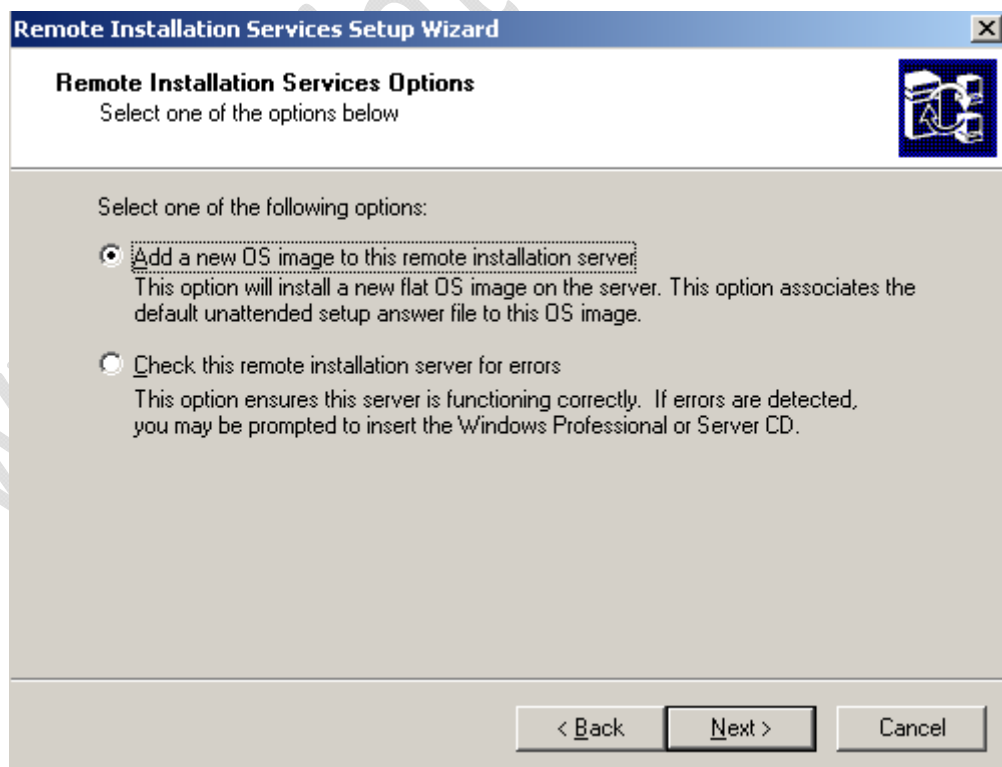 Remote Installation Services Setup Wizard
Remote Installation Services Options
Select one of the options below
Select one of the following options:
Add a new OS image to this remote installation server
This option will install a new flat OS image on the server. This option associates the
default unattended setup answer file to this OS image.
Check this remote installation server for errors
This option ensures this server is functioning correctly. If errors are detected,
you may be prompted to insert the Windows Professional or Server CD.
< Back
Next >
Cancel